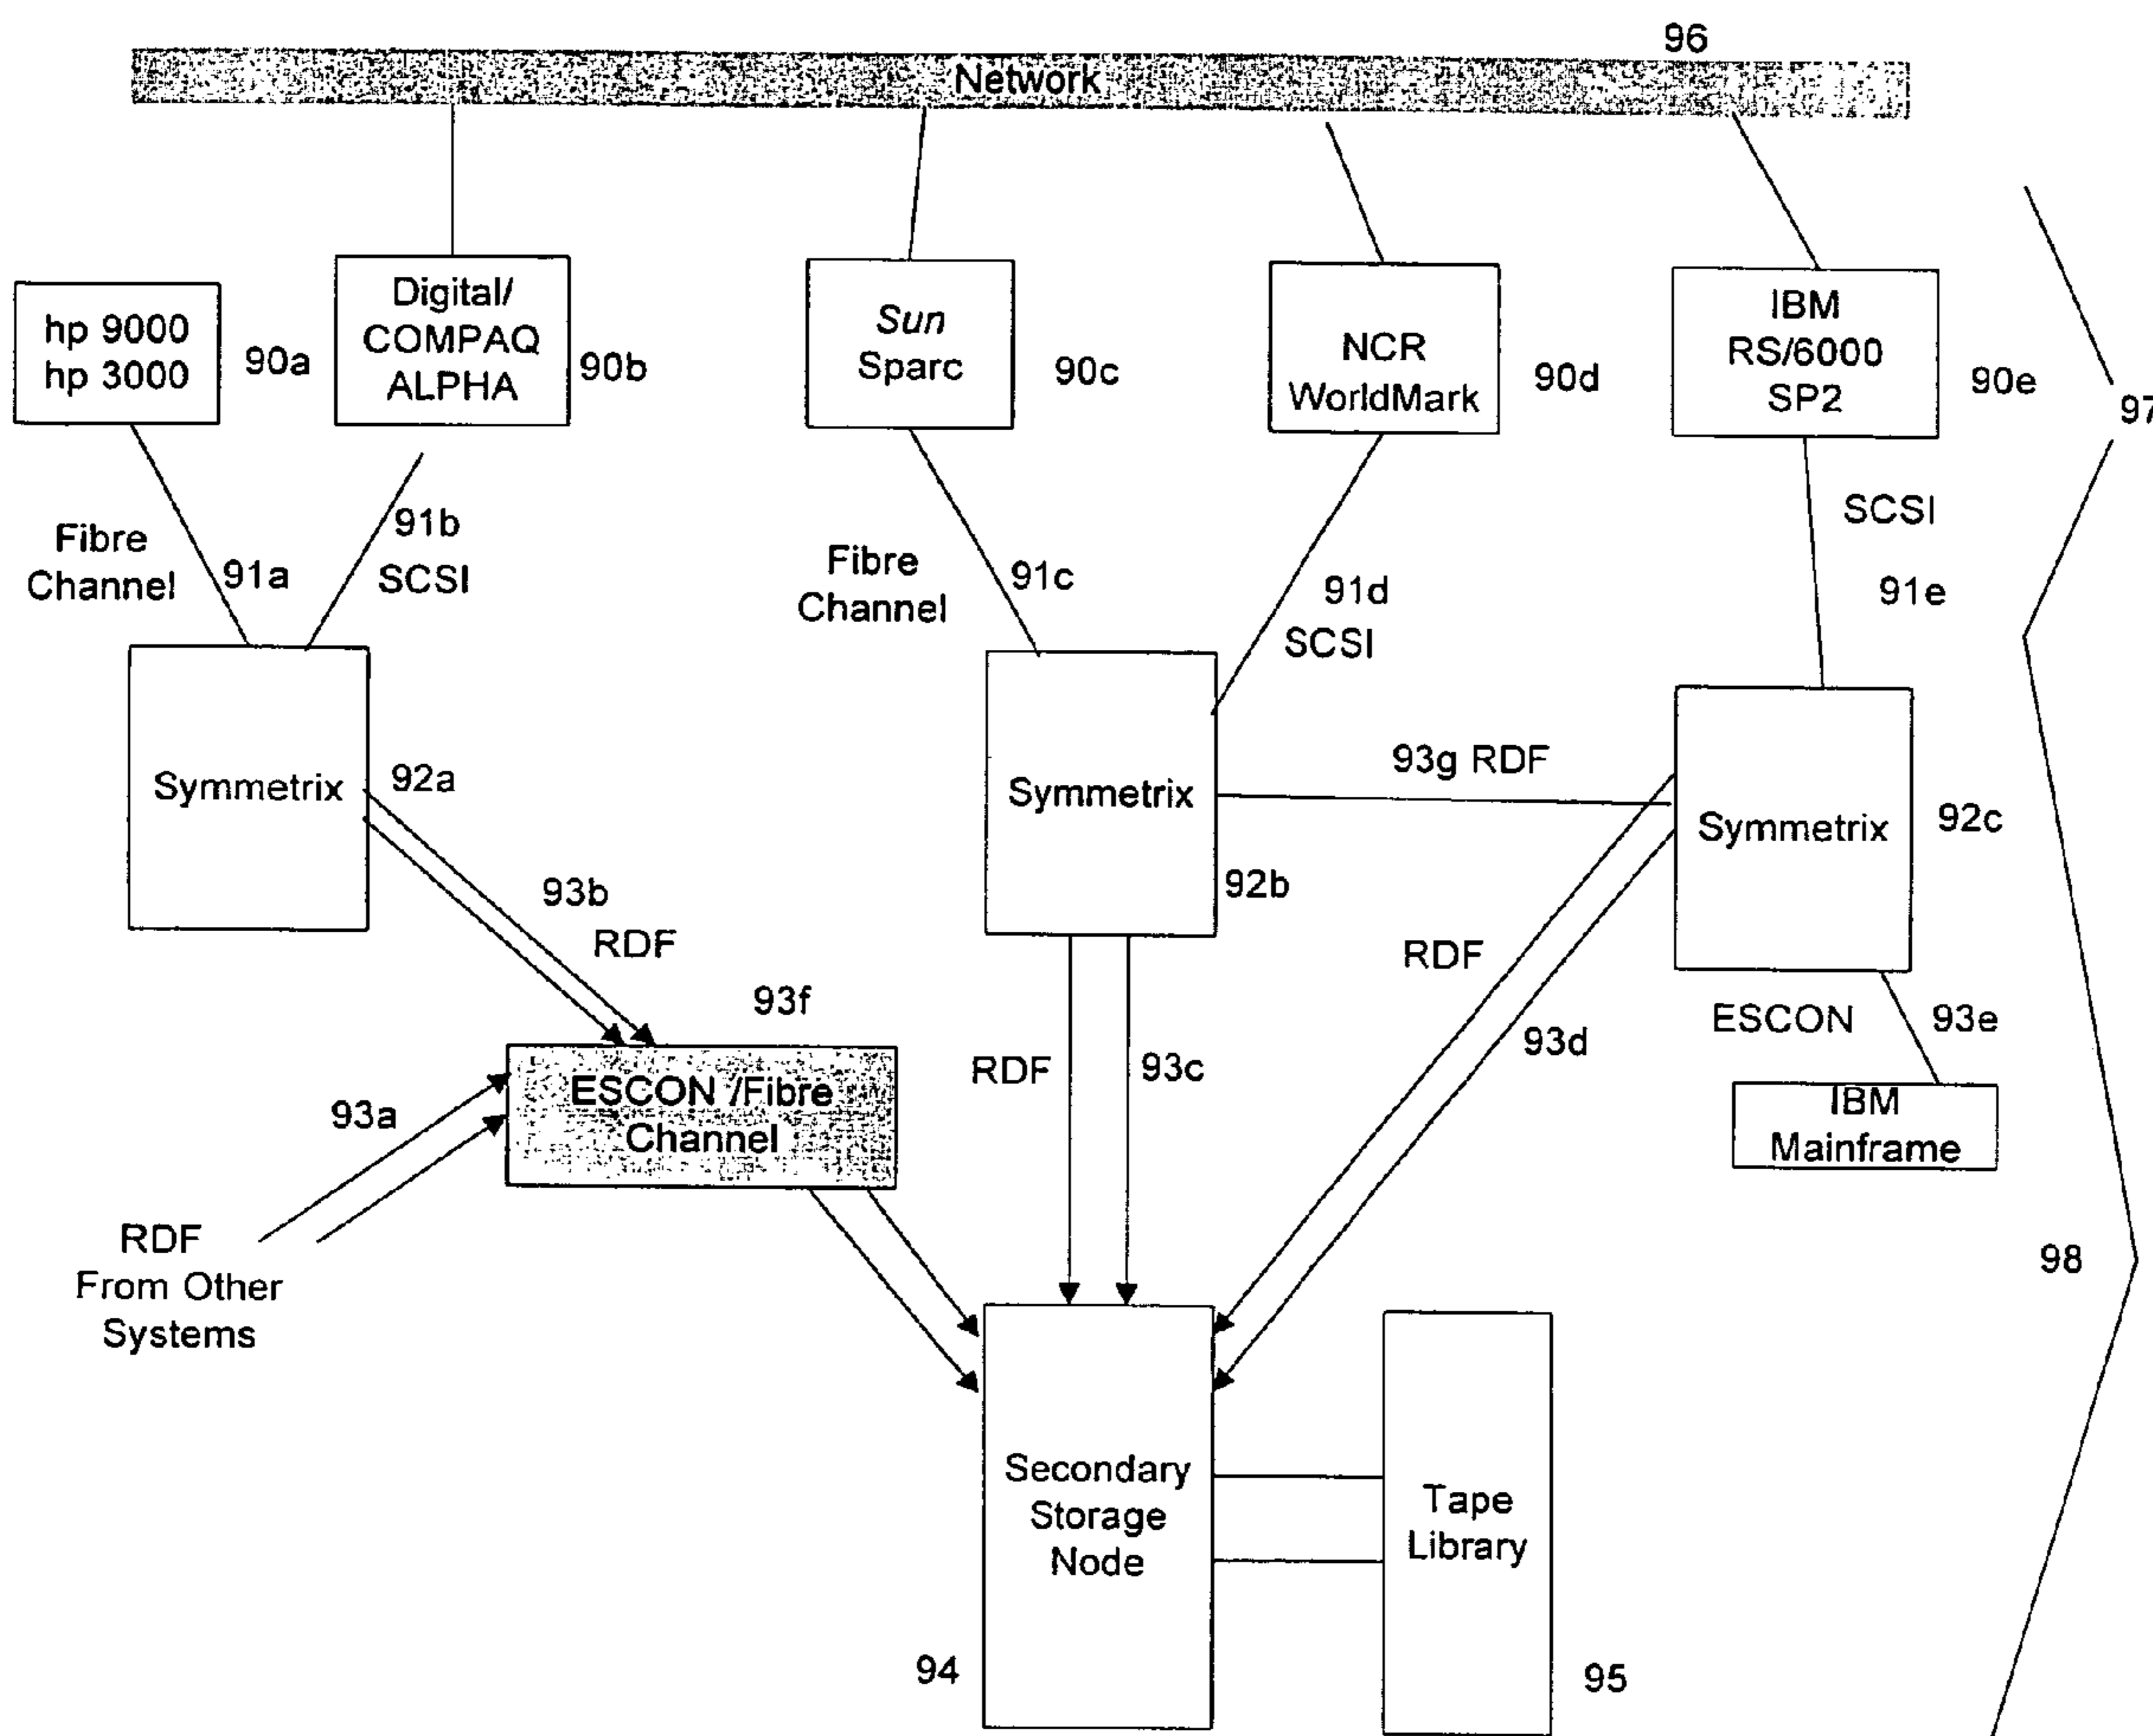 96
Network
hp 9000
hp 3000
90a
Digital/
COMPAQ
ALPHA
90b
Sun
Sparc
90c
NCR
WorldMark
90d
IBM
RS/6000
SP2
90e
97
Fibre
Channel
91a
91b
SCSI
Fibre
Channel
91c
91d
SCSI
SCSI
91e
Symmetrix
92a
Symmetrix
92b
93g RDF
Symmetrix
92c
93b
RDF
93f
ESCON /Fibre
Channel
93a
RDF
From Other
Systems
RDF
93c
RDF
93d
ESCON
93e
IBM
Mainframe
98
Secondary
Storage
Node
94
Tape
Library
95